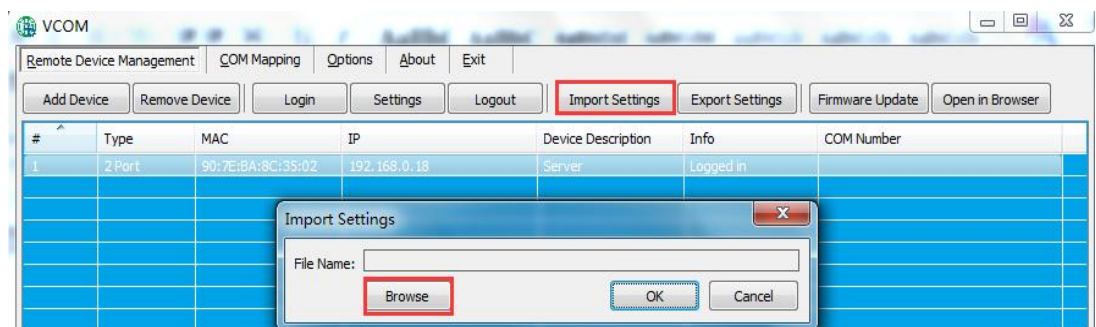 VCOM
Remote Device Management COM Mapping Options About Exit
Add Device Remove Device Login Settings Logout Import Settings Export Settings Firmware Update Open in Browser
# Type MAC IP Device Description Info COM Number
1 2 Port 90:7E:BA:8C:35:02 192.168.0.18 Server Logged in
Import Settings
File Name:
Browse OK Cancel